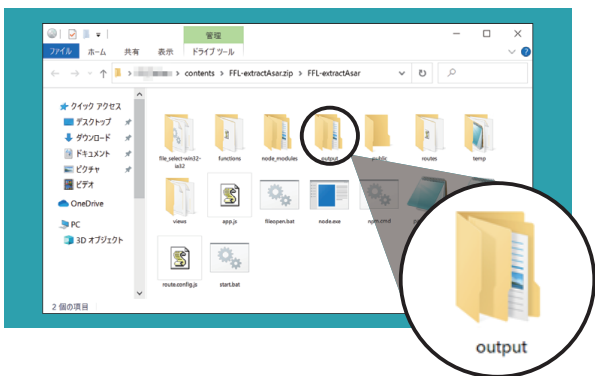 管理
ファイル ホーム 共有 表示 ドライブ ツール
contents > FFL-extractAsar.zip > FFL-extractAsar
クイック アクセス
デスクトップ
ダウンロード
ドキュメント
ピクチャ
ビデオ
OneDrive
PC
3D オブジェクト
file_select-win32-
ia32
functions
node_modules
output
public
routes
temp
views
app.js
fileopen.bat
node.exe
npm.cmd
route.config.js
start.bat
2 個の項目
output